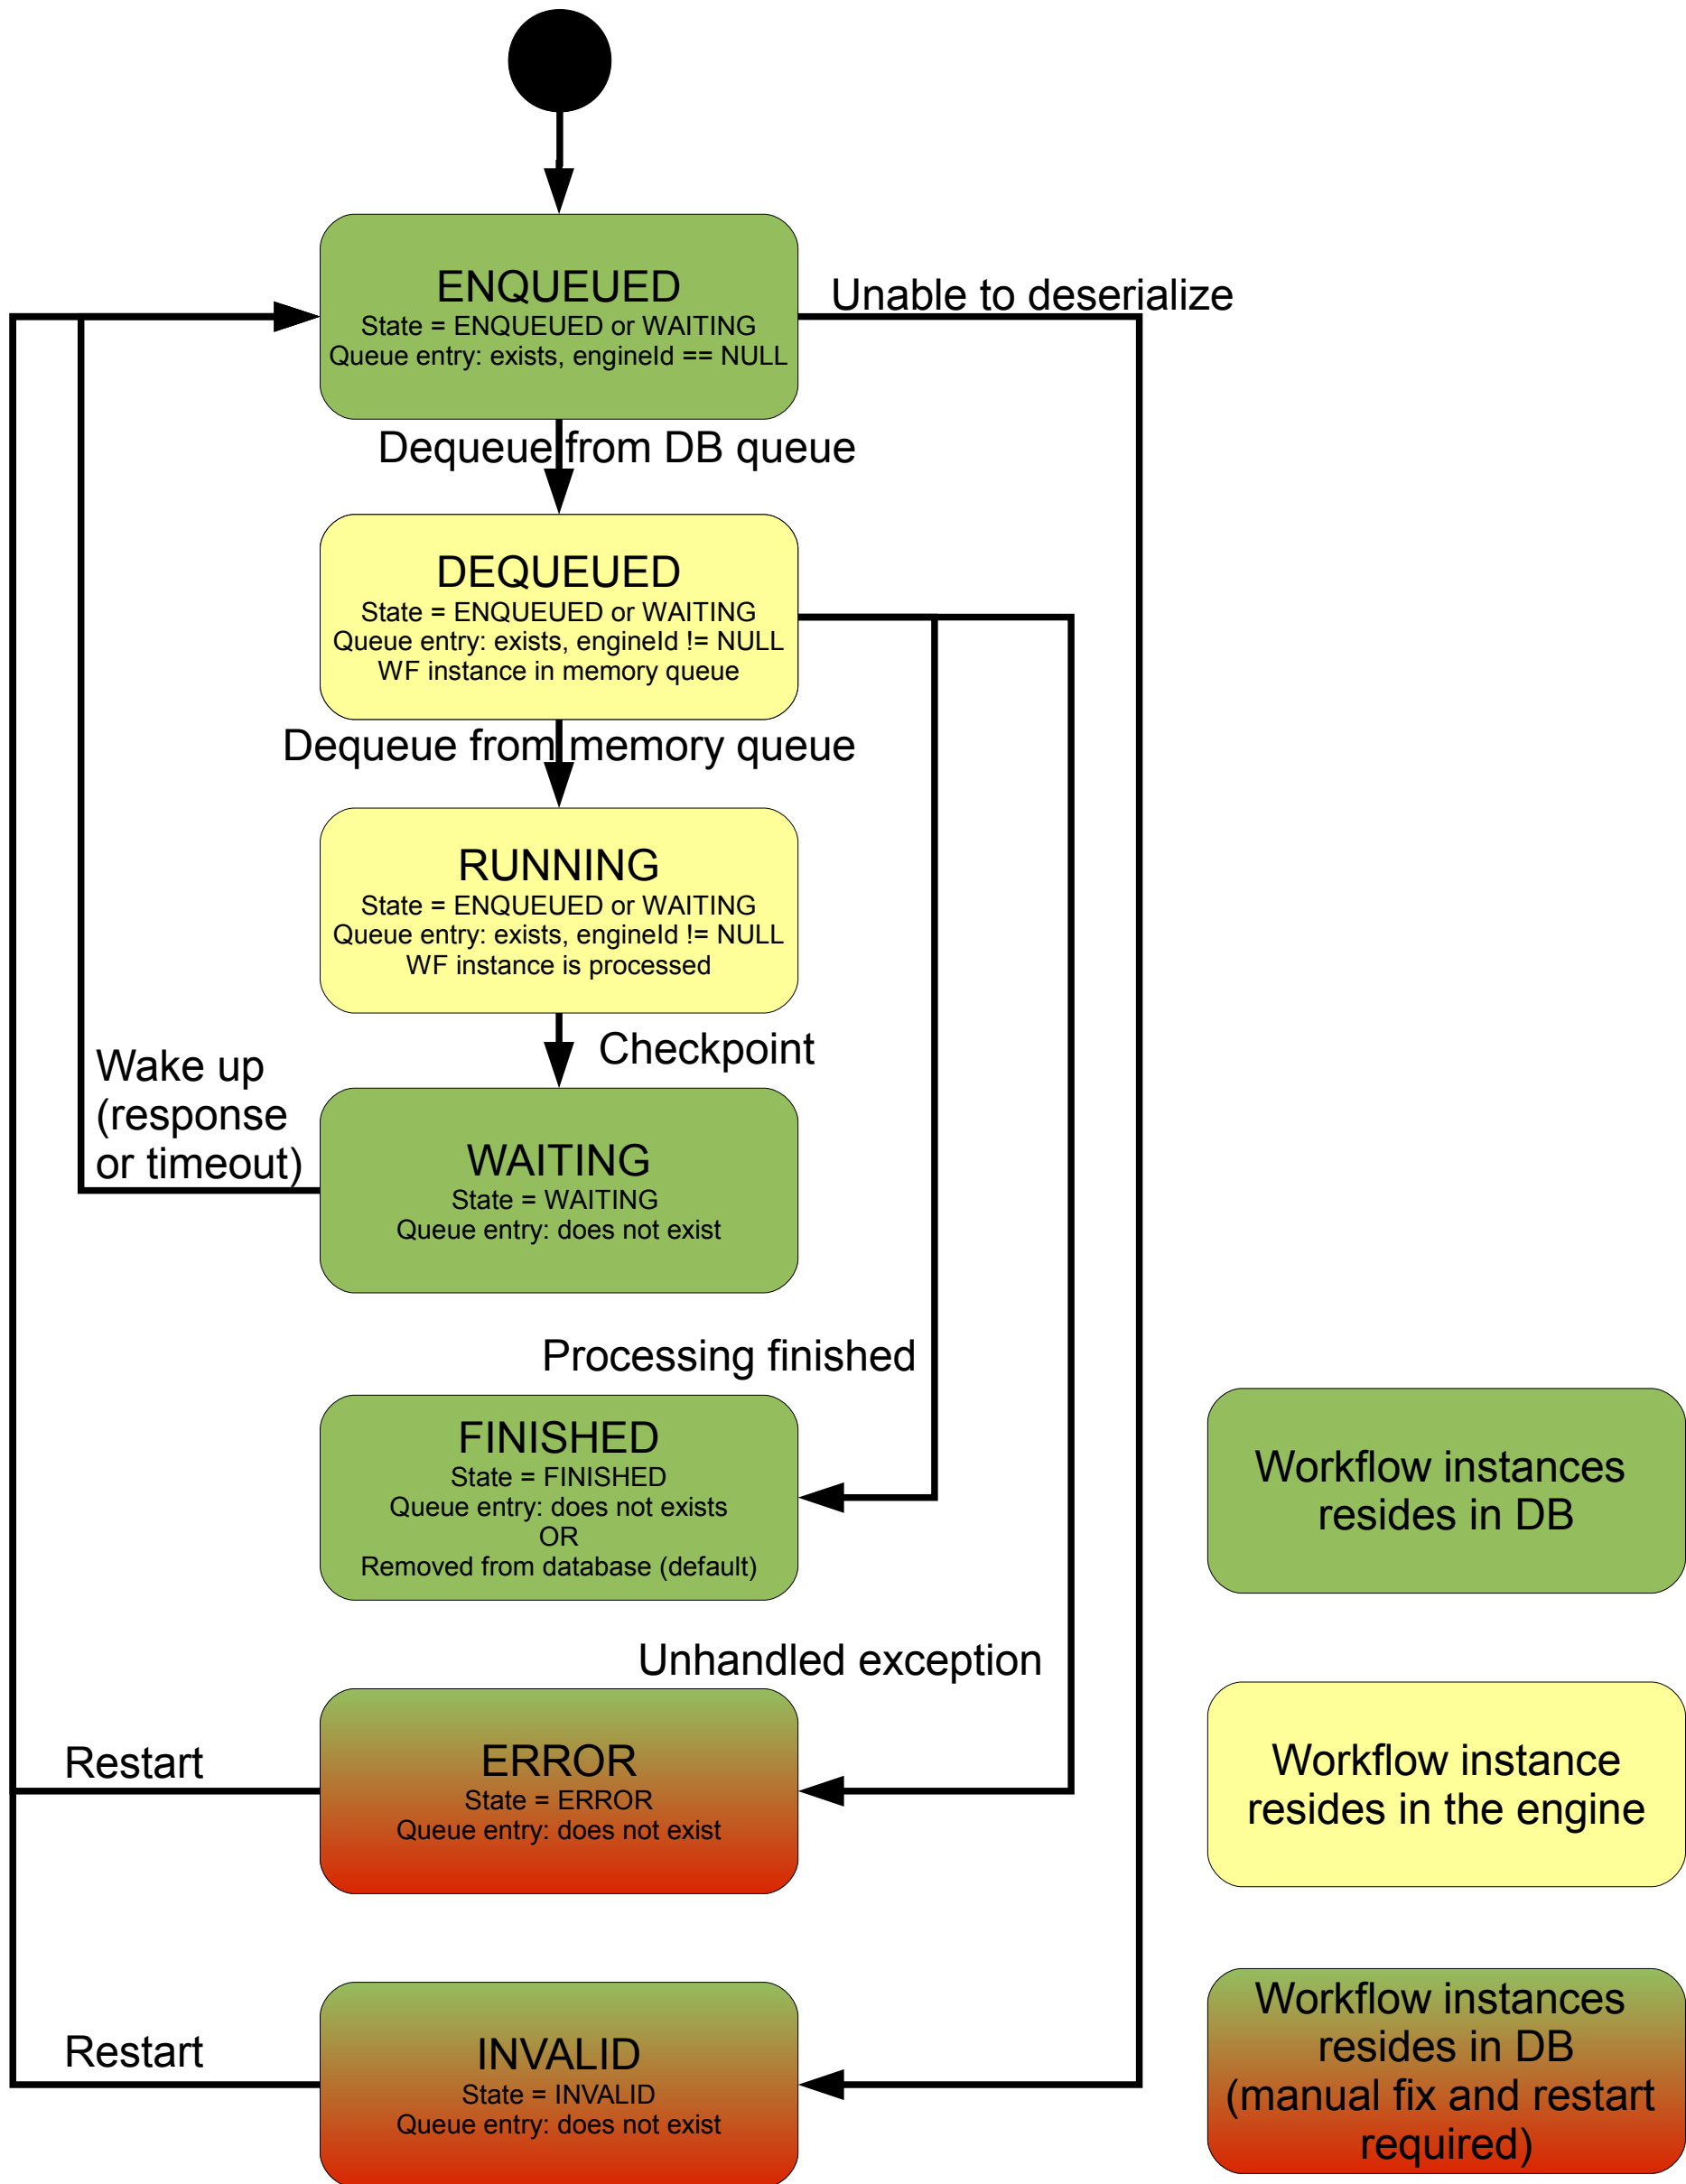 ENQUEUED
State = ENQUEUED or WAITING
Queue entry: exists, engineId == NULL
Unable to deserialize
Dequeue from DB queue
DEQUEUED
State = ENQUEUED or WAITING
Queue entry: exists, engineId != NULL
WF instance in memory queue
Dequeue from memory queue
RUNNING
State = ENQUEUED or WAITING
Queue entry: exists, engineId != NULL
WF instance is processed
Checkpoint
Wake up
(response
or timeout)
WAITING
State = WAITING
Queue entry: does not exist
Processing finished
FINISHED
State = FINISHED
Queue entry: does not exists
OR
Removed from database (default)
Workflow instances
resides in DB
Unhandled exception
Restart
ERROR
State = ERROR
Queue entry: does not exist
Workflow instance
resides in the engine
Restart
INVALID
State = INVALID
Queue entry: does not exist
Workflow instances
resides in DB
(manual fix and restart
required)